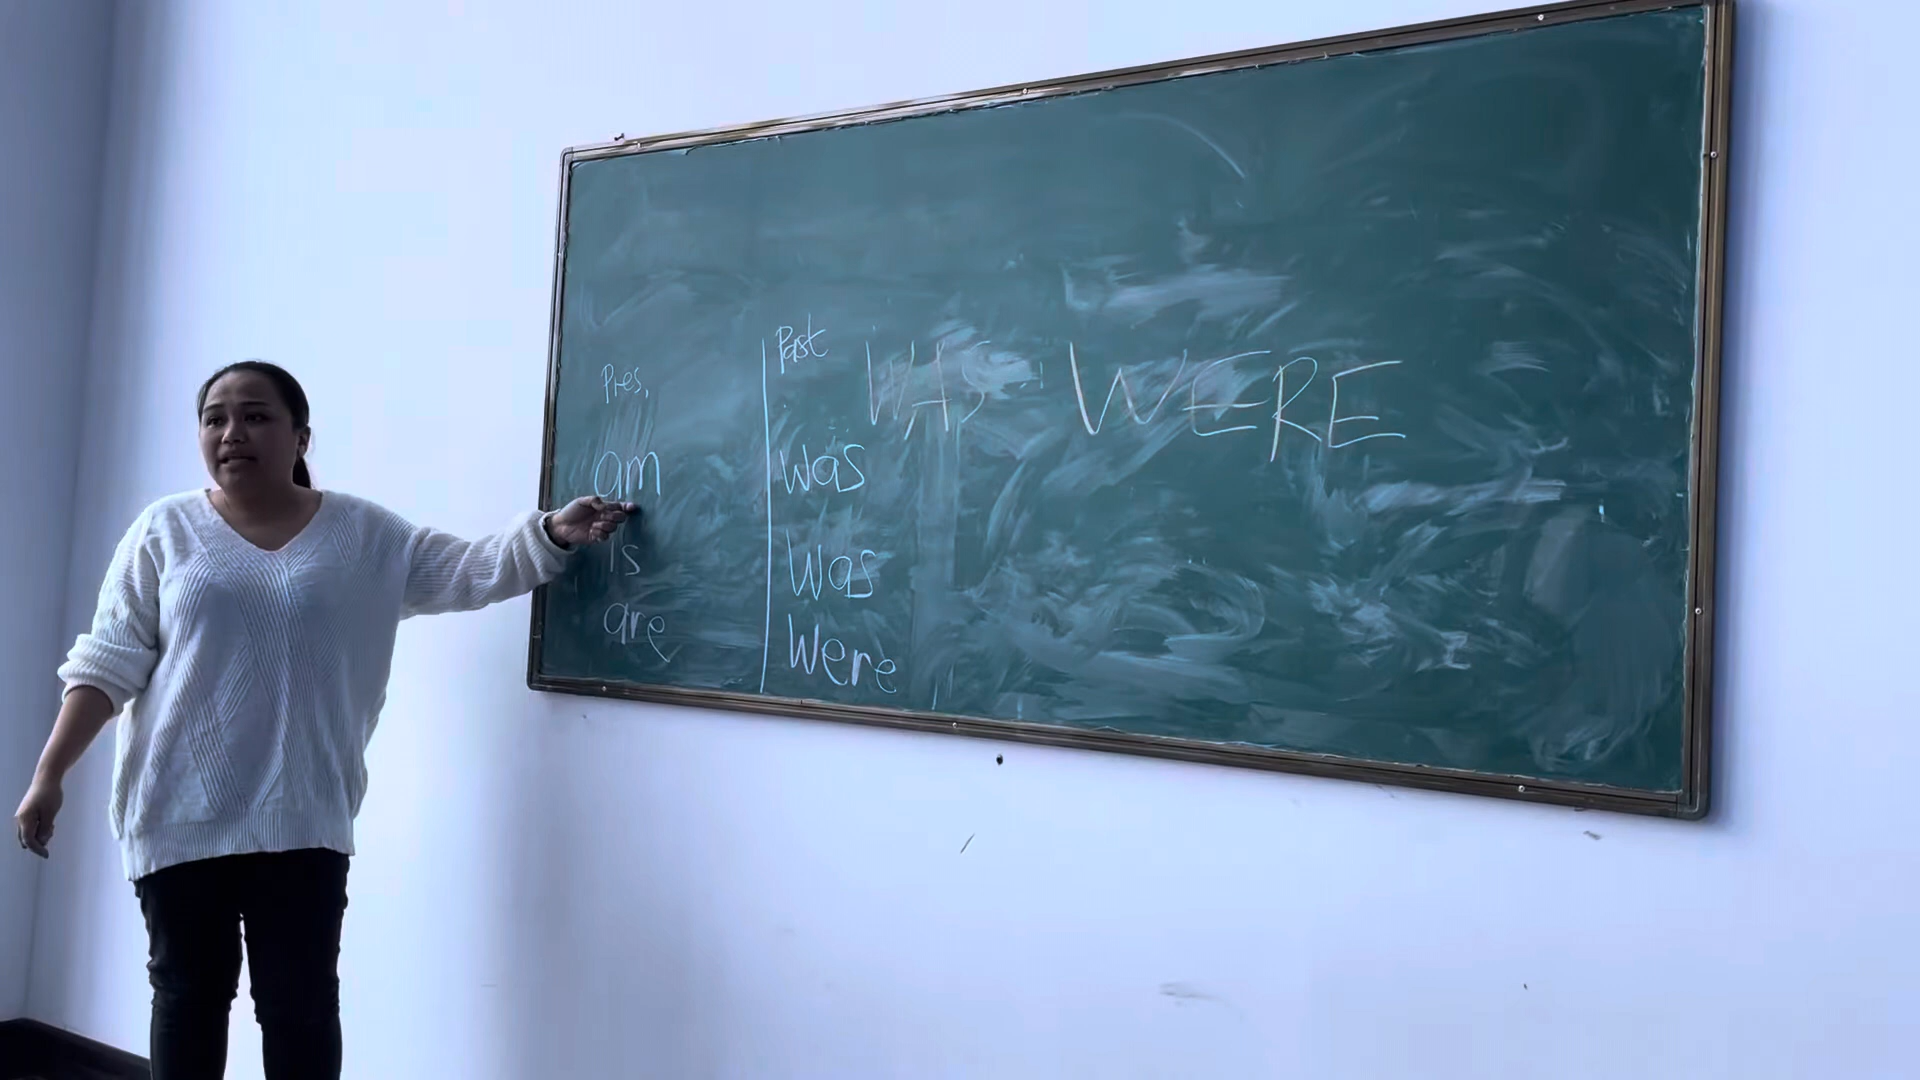 Pres.
Past
WAS WERE
am
was
is
Was
are
Were